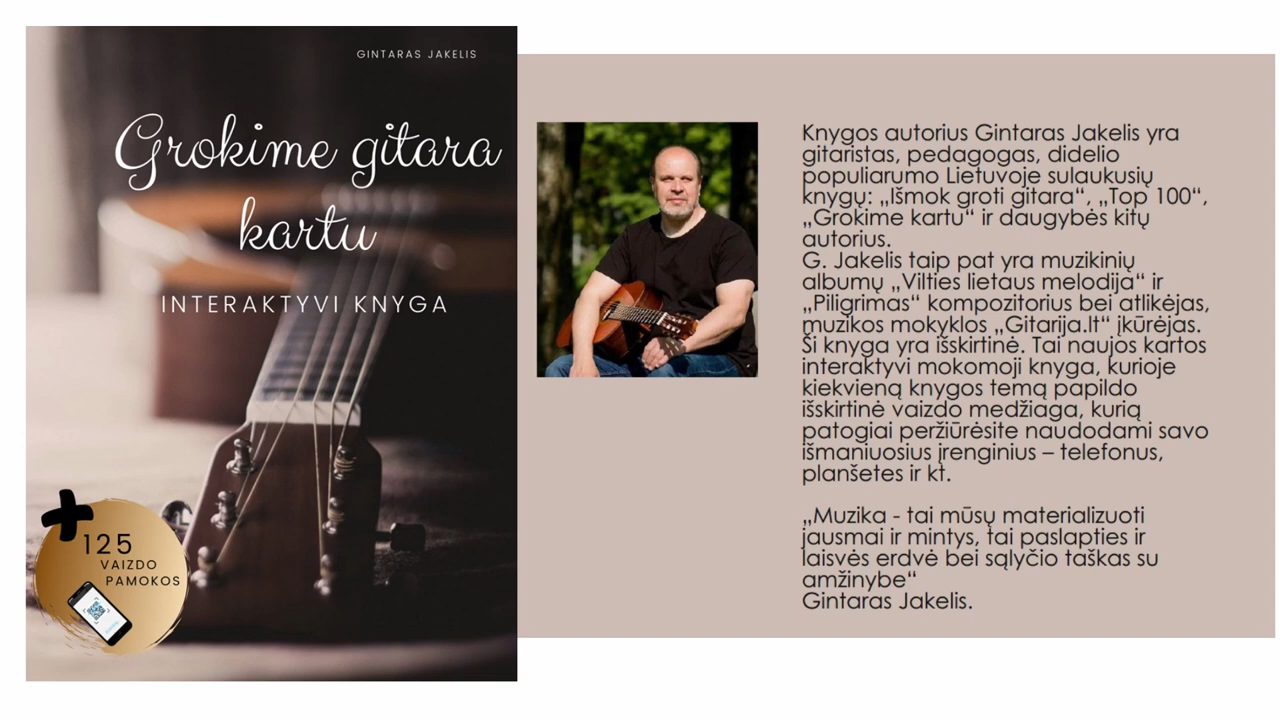 GINTARAS JAKELIS
Grokime gitara
kartu
INTERAKTYVI KNYGA
125
VAIZDO
PAMOKOS
Knygos autorius Gintaras Jakelis yra
gitaristas, pedagogas, didelio
populiarumo Lietuvoje sulaukusių
knygų: „Išmok groti gitara“, „Top 100“,
„Grokime kartu“ ir daugybės kitų
autorius.
G. Jakelis taip pat yra muzikinių
albumų „Vilties lietaus melodija“ ir
„Piligrimas“ kompozitorius bei atlikėjas,
muzikos mokyklos „Gitarija.lt“ įkūrėjas.
Ši knyga yra išskirtinė. Tai naujos kartos
interaktyvi mokomoji knyga, kurioje
kiekvieną knygos temą papildo
išskirtinė vaizdo medžiaga, kurią
patogiai peržiūrėsite naudodami savo
išmaniuosius įrenginius – telefonus,
planšetes ir kt.
„Muzika - tai mūsų materializuoti
jausmai ir mintys, tai paslapties ir
laisvės erdvė bei sąlyčio taškas su
amžinybe“
Gintaras Jakelis.